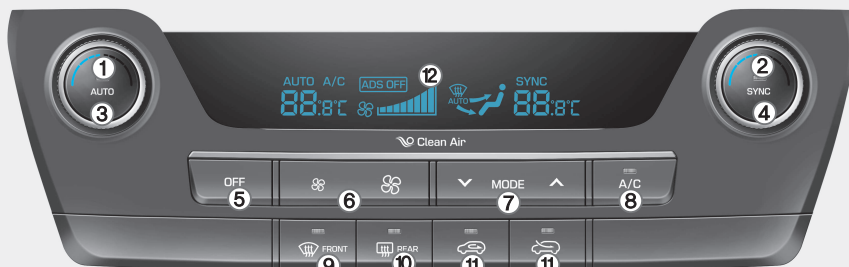 ① ②
AUTO SYNC
③ ④
AUTO A/C ADS OFF ⑫ SYNC
88:8°C AUTO 88:8°C
Clean Air
OFF MODE A/C
⑤ ⑥ ⑦ ⑧
FRONT REAR
⑨ ⑩ ⑪ ⑪